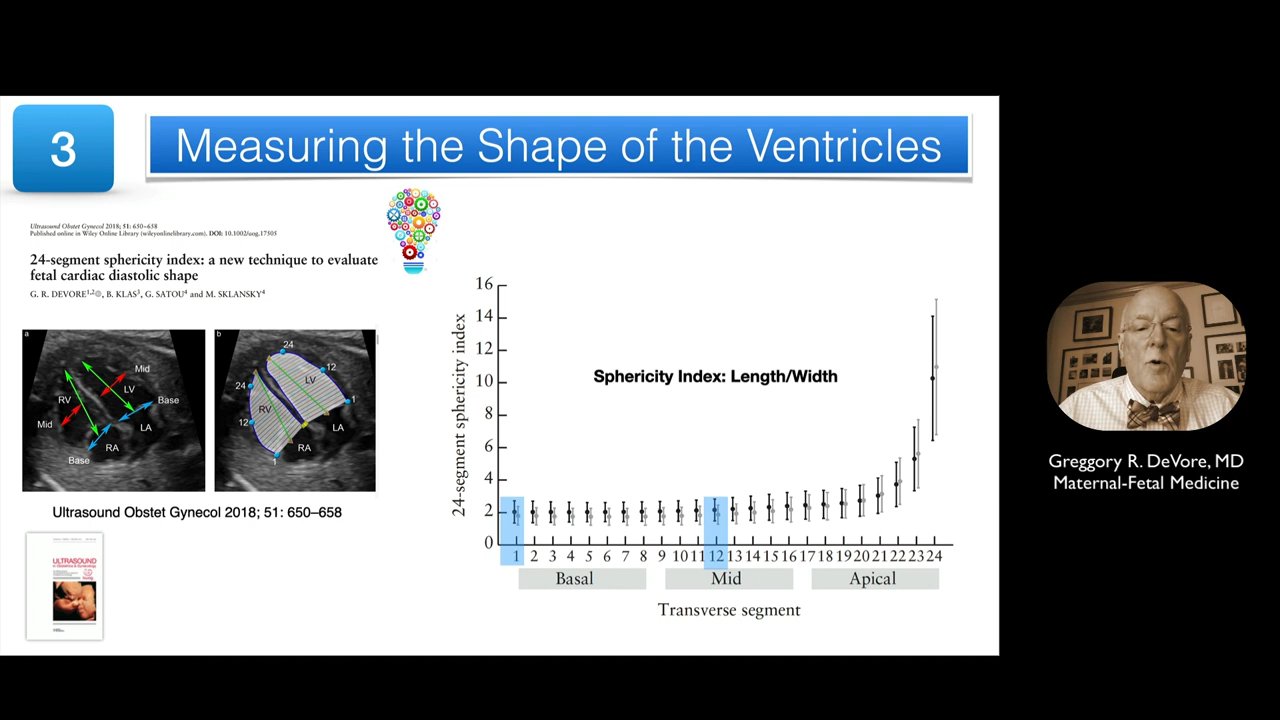 3
Measuring the Shape of the Ventricles
Ultrasound Obstet Gynecol 2018; 51: 650–658
Published online in Wiley Online Library (wileyonlinelibrary.com). DOI: 10.1002/uog.17505
24-segment sphericity index: a new technique to evaluate
fetal cardiac diastolic shape
G. R. DEVORE1,2, B. KLAS3, G. SATOU4 and M. SKLANSKY4
a
Mid
LV
RV
Base
Mid
LA
RA
Base
b
24
12
LV
24
1
RV
12
LA
RA
1
Ultrasound Obstet Gynecol 2018; 51: 650–658
ULTRASOUND
24-segment sphericity index
16
14
12
10
8
6
4
2
0
Sphericity Index: Length/Width
1 2 3 4 5 6 7 8 9 10 11 12 13 14 15 16 17 18 19 20 21 22 23 24
Basal Mid Apical
Transverse segment
Greggory R. DeVore, MD
Maternal-Fetal Medicine